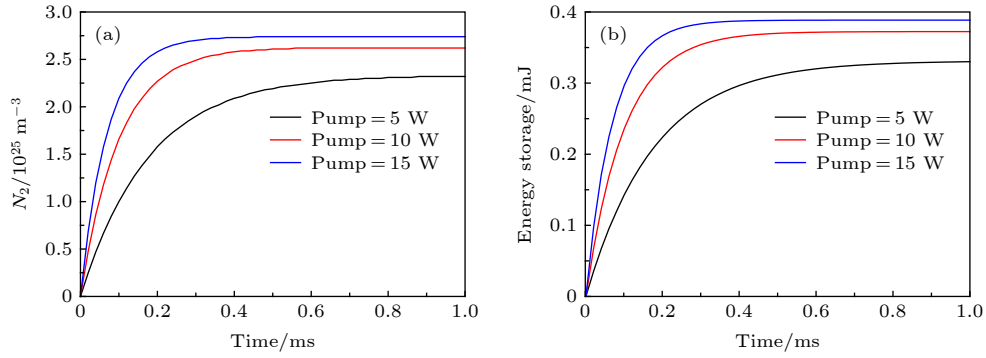 (a)
N₂/10²⁵ m⁻³
3.0
2.5
2.0
1.5
1.0
0.5
0
0
0.2
0.4
0.6
0.8
1.0
Time/ms
Pump = 5 W
Pump = 10 W
Pump = 15 W
(b)
Energy storage/mJ
0.4
0.3
0.2
0.1
0
0
0.2
0.4
0.6
0.8
1.0
Time/ms
Pump = 5 W
Pump = 10 W
Pump = 15 W